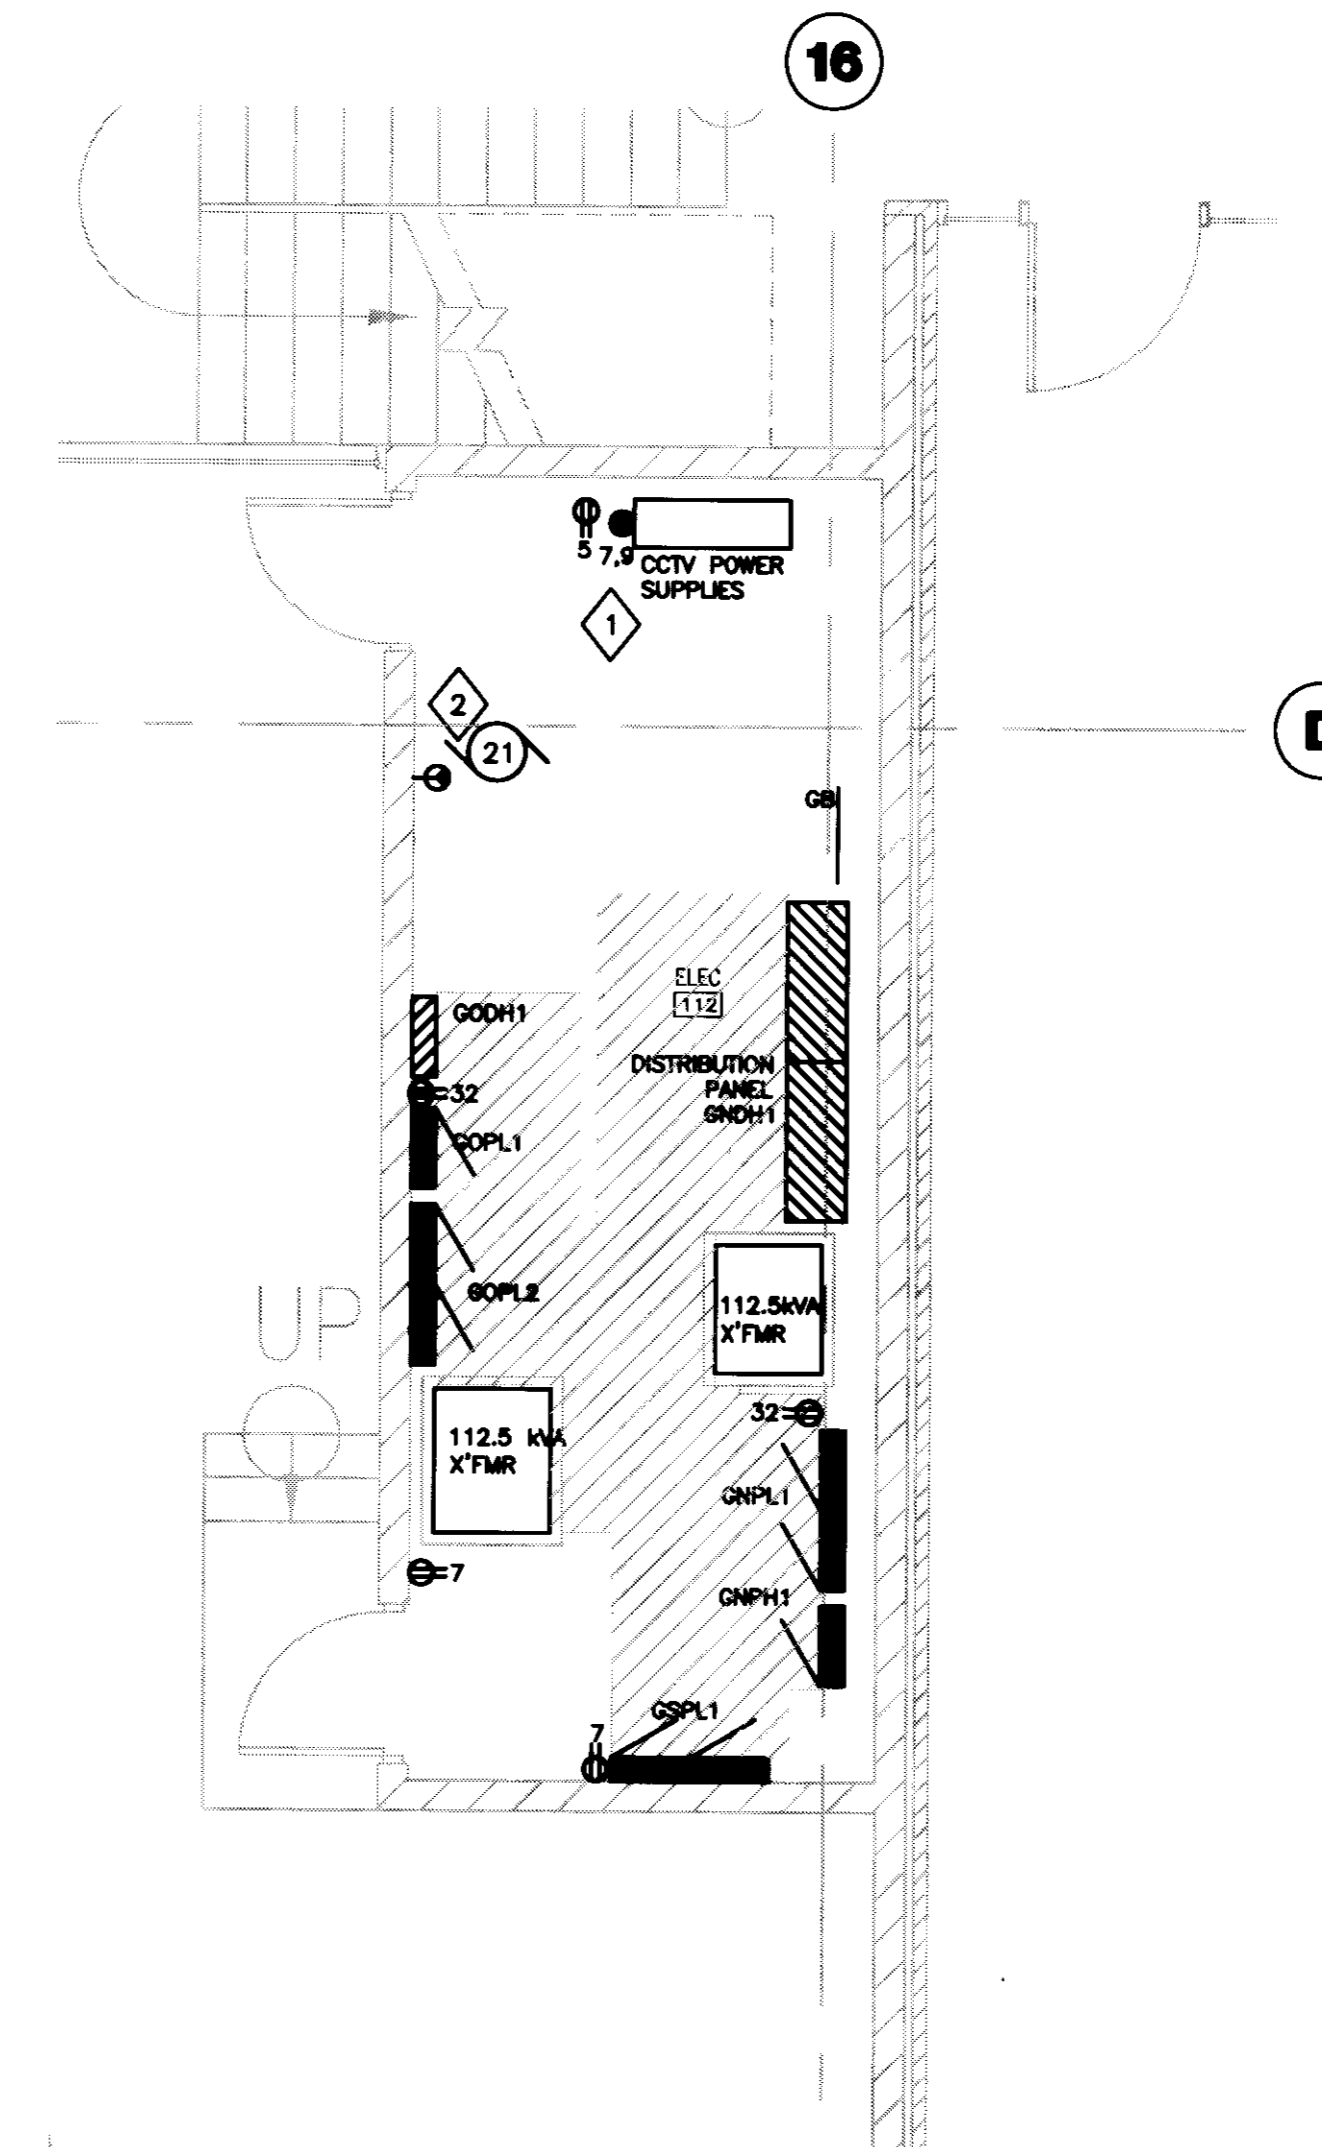 16
5
7,9
CCTV POWER
SUPPLIES
1
2
21
D
GB
ELEC
112
GODH1
DISTRIBUTION
PANEL
GNDH1
32
GOPL1
GOPL2
UP
112.5kVA
X'FMR
32
112.5 kVA
X'FMR
GNPL1
7
GNPH1
GSPL1
7